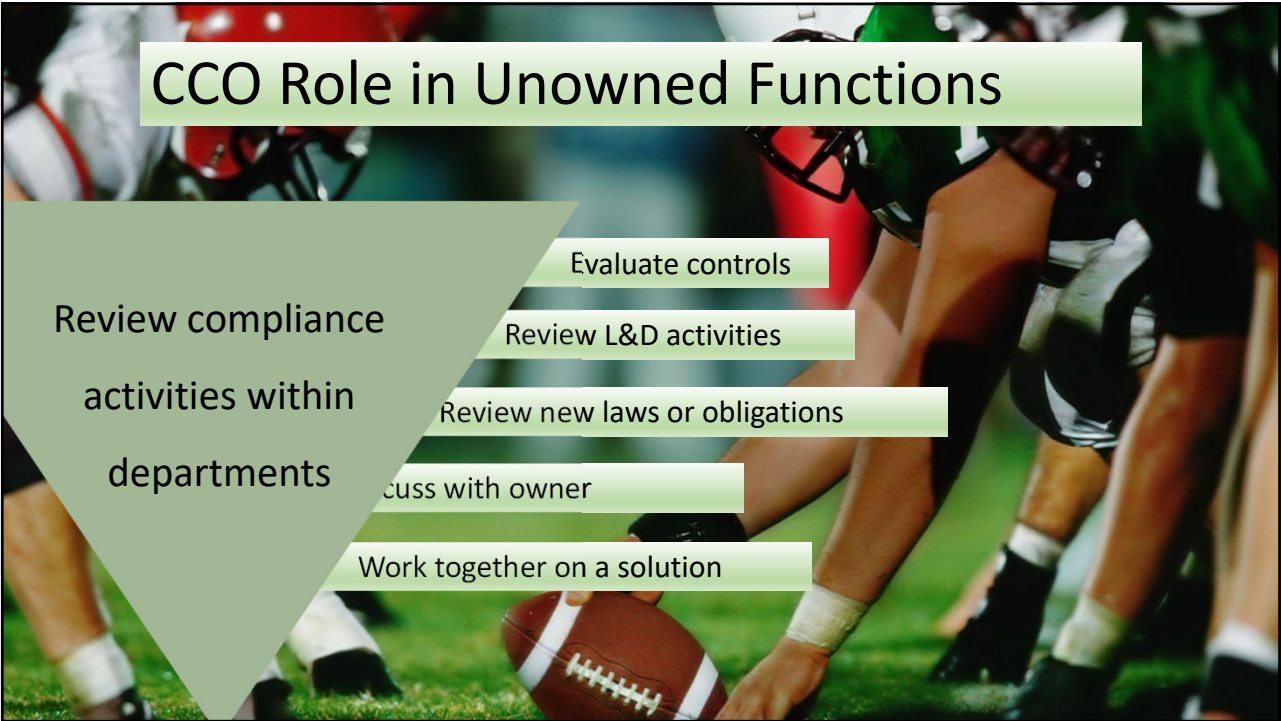 CCO Role in Unowned Functions
Evaluate controls
Review compliance
activities within
departments
Review L&D activities
Review new laws or obligations
cuss with owner
Work together on a solution